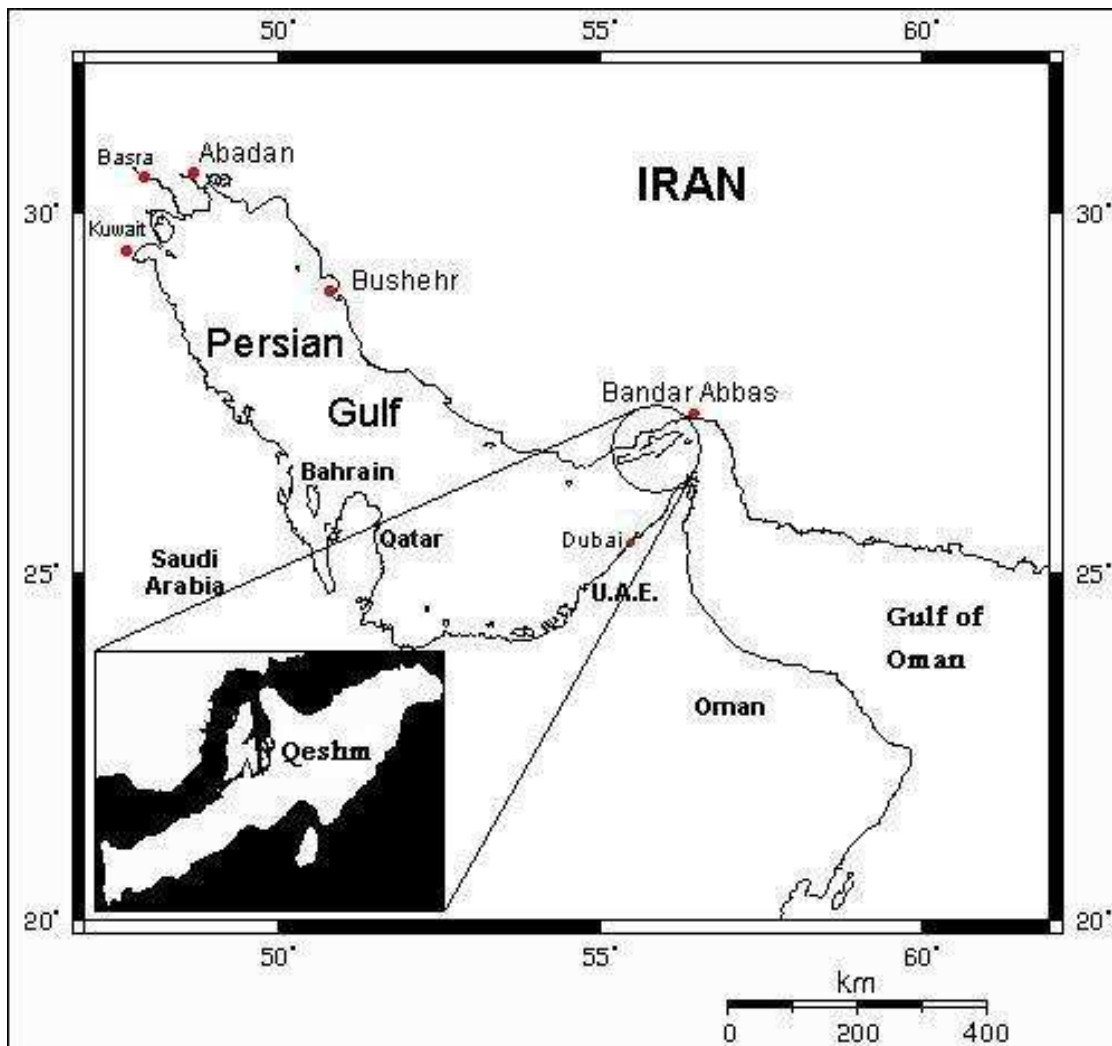 50° 55° 60°
Basra
Abadan
IRAN
30° 30°
Kuwait
Bushehr
Persian
Gulf
Bandar Abbas
Bahrain
Qatar
Dubai
Saudi
Arabia
25° 25°
U.A.E.
Gulf of
Oman
Oman
Qeshm
20° 20°
50° 55° 60°
km
0 200 400